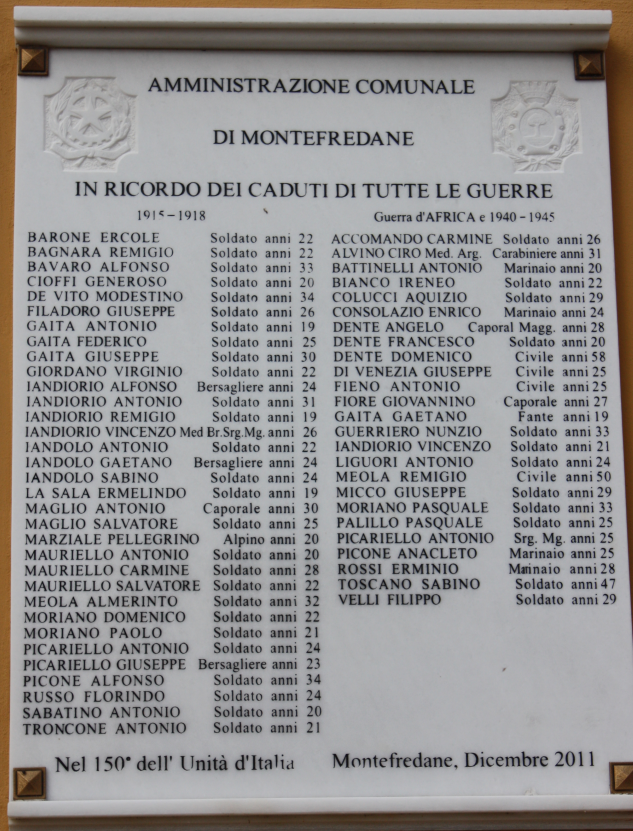 AMMINISTRAZIONE COMUNALE
DI MONTEFREDANE
IN RICORDO DEI CADUTI DI TUTTE LE GUERRE
1915-1918
BARONE ERCOLE Soldato anni 22
BAGNARA REMIGIO Soldato anni 22
BAVARO ALFONSO Soldato anni 33
CIOFFI GENEROSO Soldato anni 20
DE VITO MODESTINO Soldato anni 34
FILADORO GIUSEPPE Soldato anni 26
GAITA ANTONIO Soldato anni 19
GAITA FEDERICO Soldato anni 25
GAITA GIUSEPPE Soldato anni 30
GIORDANO VIRGINIO Soldato anni 22
IANDIORIO ALFONSO Bersagliere anni 24
IANDIORIO ANTONIO Soldato anni 31
IANDIORIO REMIGIO Soldato anni 19
IANDIORIO VINCENZO Med Br.Srg.Mg. anni 26
IANDOLO ANTONIO Soldato anni 22
IANDOLO GAETANO Bersagliere anni 24
IANDOLO SABINO Soldato anni 24
LA SALA ERMELINDO Soldato anni 19
MAGLIO ANTONIO Caporale anni 30
MAGLIO SALVATORE Soldato anni 25
MARZIALE PELLEGRINO Alpino anni 20
MAURIELLO ANTONIO Soldato anni 20
MAURIELLO CARMINE Soldato anni 28
MAURIELLO SALVATORE Soldato anni 22
MEOLA ALMERINTO Soldato anni 32
MORIANO DOMENICO Soldato anni 22
MORIANO PAOLO Soldato anni 21
PICARIELLO ANTONIO Soldato anni 24
PICARIELLO GIUSEPPE Bersagliere anni 23
PICONE ALFONSO Soldato anni 34
RUSSO FLORINDO Soldato anni 24
SABATINO ANTONIO Soldato anni 20
TRONCONE ANTONIO Soldato anni 21
Guerra d'AFRICA e 1940-1945
ACCOMANDO CARMINE Soldato anni 26
ALVINO CIRO Med. Arg. Carabiniere anni 31
BATTINELLI ANTONIO Marinaio anni 20
BIANCO IRENEO Soldato anni 22
COLUCCI AQUIZIO Soldato anni 29
CONSOLAZIO ENRICO Marinaio anni 24
DENTE ANGELO Caporal Magg. anni 28
DENTE FRANCESCO Soldato anni 20
DENTE DOMENICO Civile anni 58
DI VENEZIA GIUSEPPE Civile anni 25
FIENO ANTONIO Civile anni 25
FIORE GIOVANNINO Caporale anni 27
GAITA GAETANO Fante anni 19
GUERRIERO NUNZIO Soldato anni 33
IANDIORIO VINCENZO Soldato anni 21
LIGUORI ANTONIO Soldato anni 24
MEOLA REMIGIO Civile anni 50
MICCO GIUSEPPE Soldato anni 29
MORIANO PASQUALE Soldato anni 33
PALILLO PASQUALE Soldato anni 25
PICARIELLO ANTONIO Srg. Mg. anni 25
PICONE ANACLETO Marinaio anni 25
ROSSI ERMINIO Marinaio anni 28
TOSCANO SABINO Soldato anni 47
VELLI FILIPPO Soldato anni 29
Nel 150° dell' Unità d'Italia Montefredane, Dicembre 2011